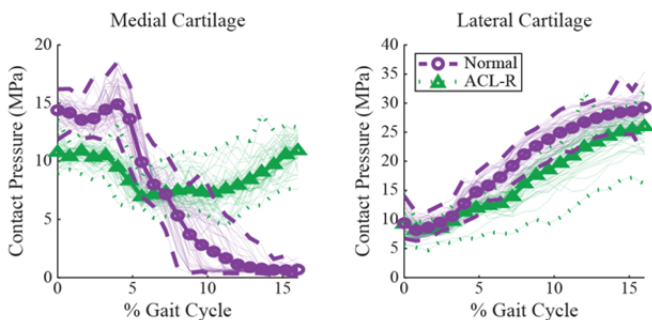 Medial Cartilage
Contact Pressure (MPa)
20
15
10
5
0
0 5 10 15
% Gait Cycle
Lateral Cartilage
Contact Pressure (MPa)
40
35
30
25
20
15
10
5
0
0 5 10 15
% Gait Cycle
Normal
ACL-R